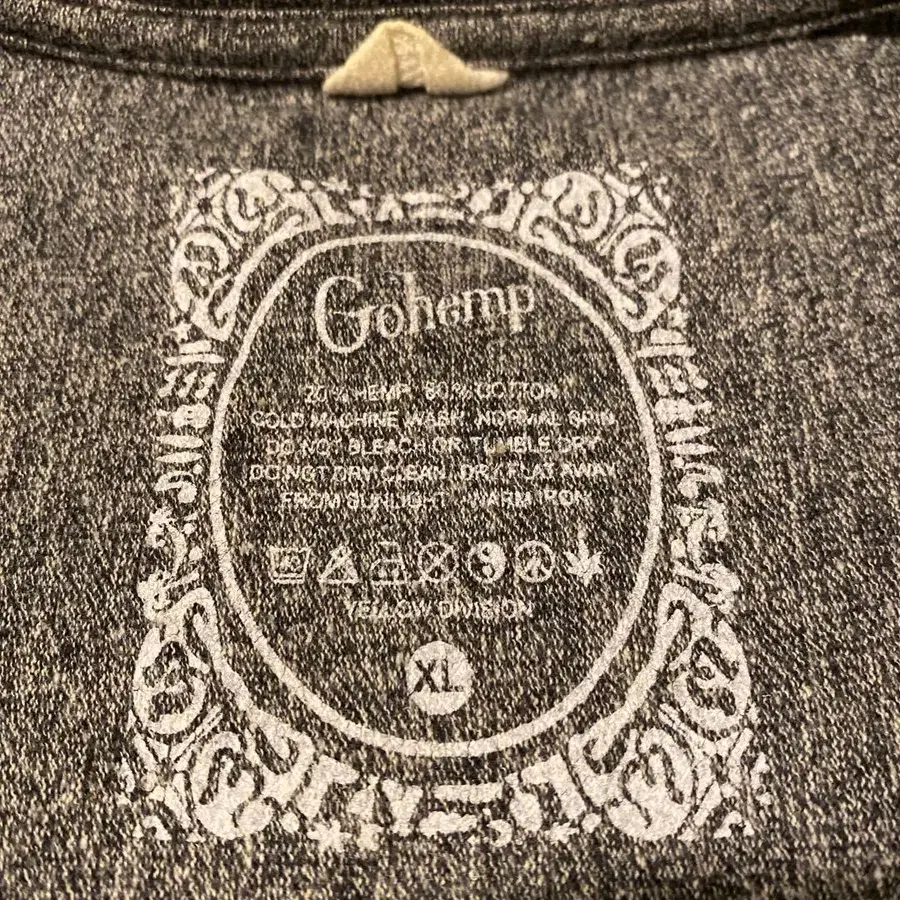 Gohemp
20% HEMP 80% COTTON
COLD MACHINE WASH NORMAL SPIN
DO NOT BLEACH OR TUMBLE DRY
DO NOT DRY CLEAN DRY FLAT AWAY
FROM SUNLIGHT WARM IRON
YELLOW DIVISION
XL